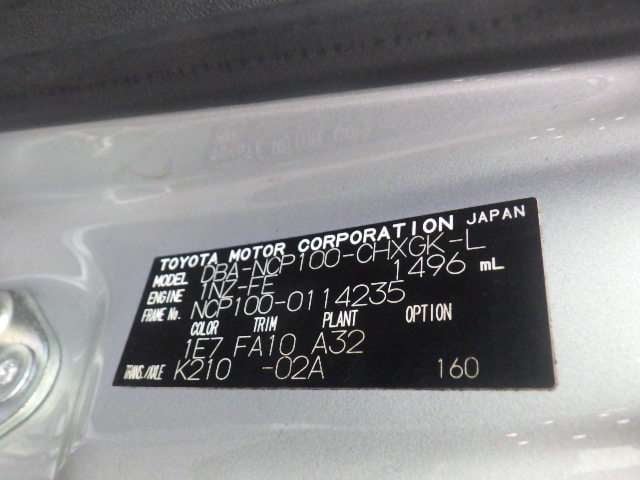 TOYOTA MOTOR CORPORATION JAPAN
MODEL DBA-NCP100-CHXGK-L
ENGINE 1NZ-FE 1496 mL
FRAME No. NCP100-0114235
COLOR TRIM PLANT OPTION
1E7 FA10 A32
TRANS./AXLE K210 -02A 160